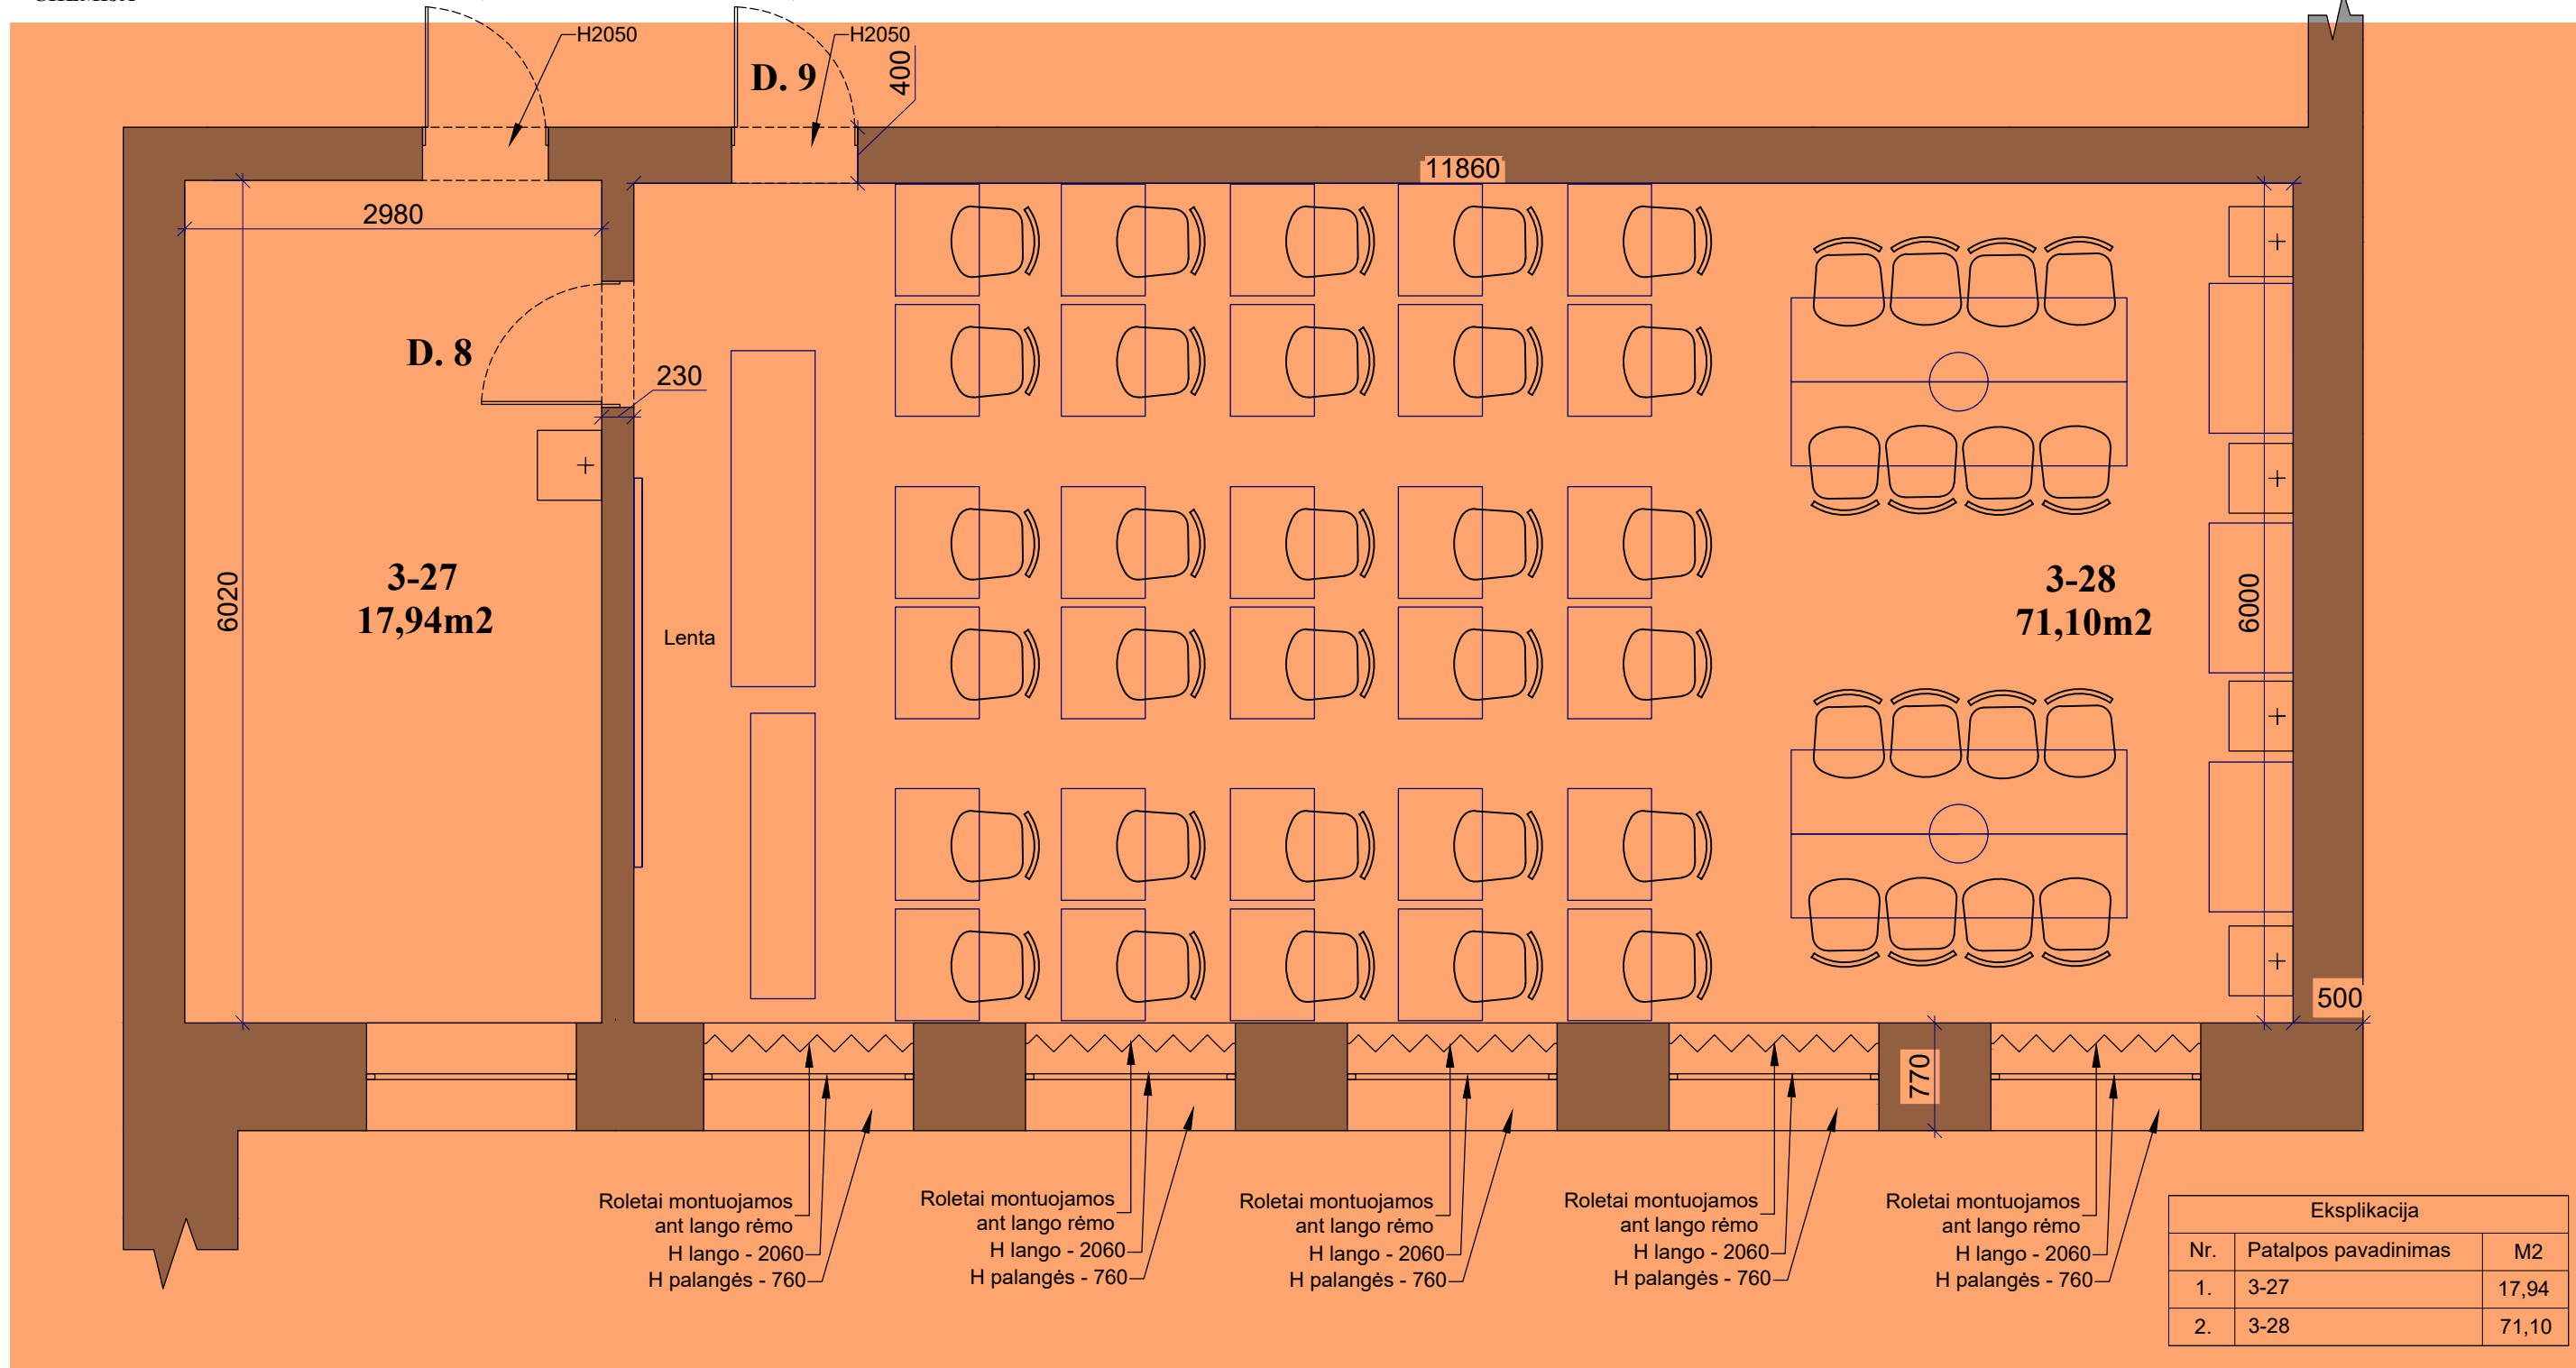 H2050
H2050
D. 9
400
11860
2980
D. 8
230
3-27
17,94m2
6020
Lenta
3-28
71,10m2
6000
500
770
Roletai montuojamos
ant lango rėmo
H lango - 2060
H palangės - 760
Roletai montuojamos
ant lango rėmo
H lango - 2060
H palangės - 760
Roletai montuojamos
ant lango rėmo
H lango - 2060
H palangės - 760
Roletai montuojamos
ant lango rėmo
H lango - 2060
H palangės - 760
Roletai montuojamos
ant lango rėmo
H lango - 2060
H palangės - 760
Eksplikacija
Nr. Patalpos pavadinimas M2
1. 3-27 17,94
2. 3-28 71,10